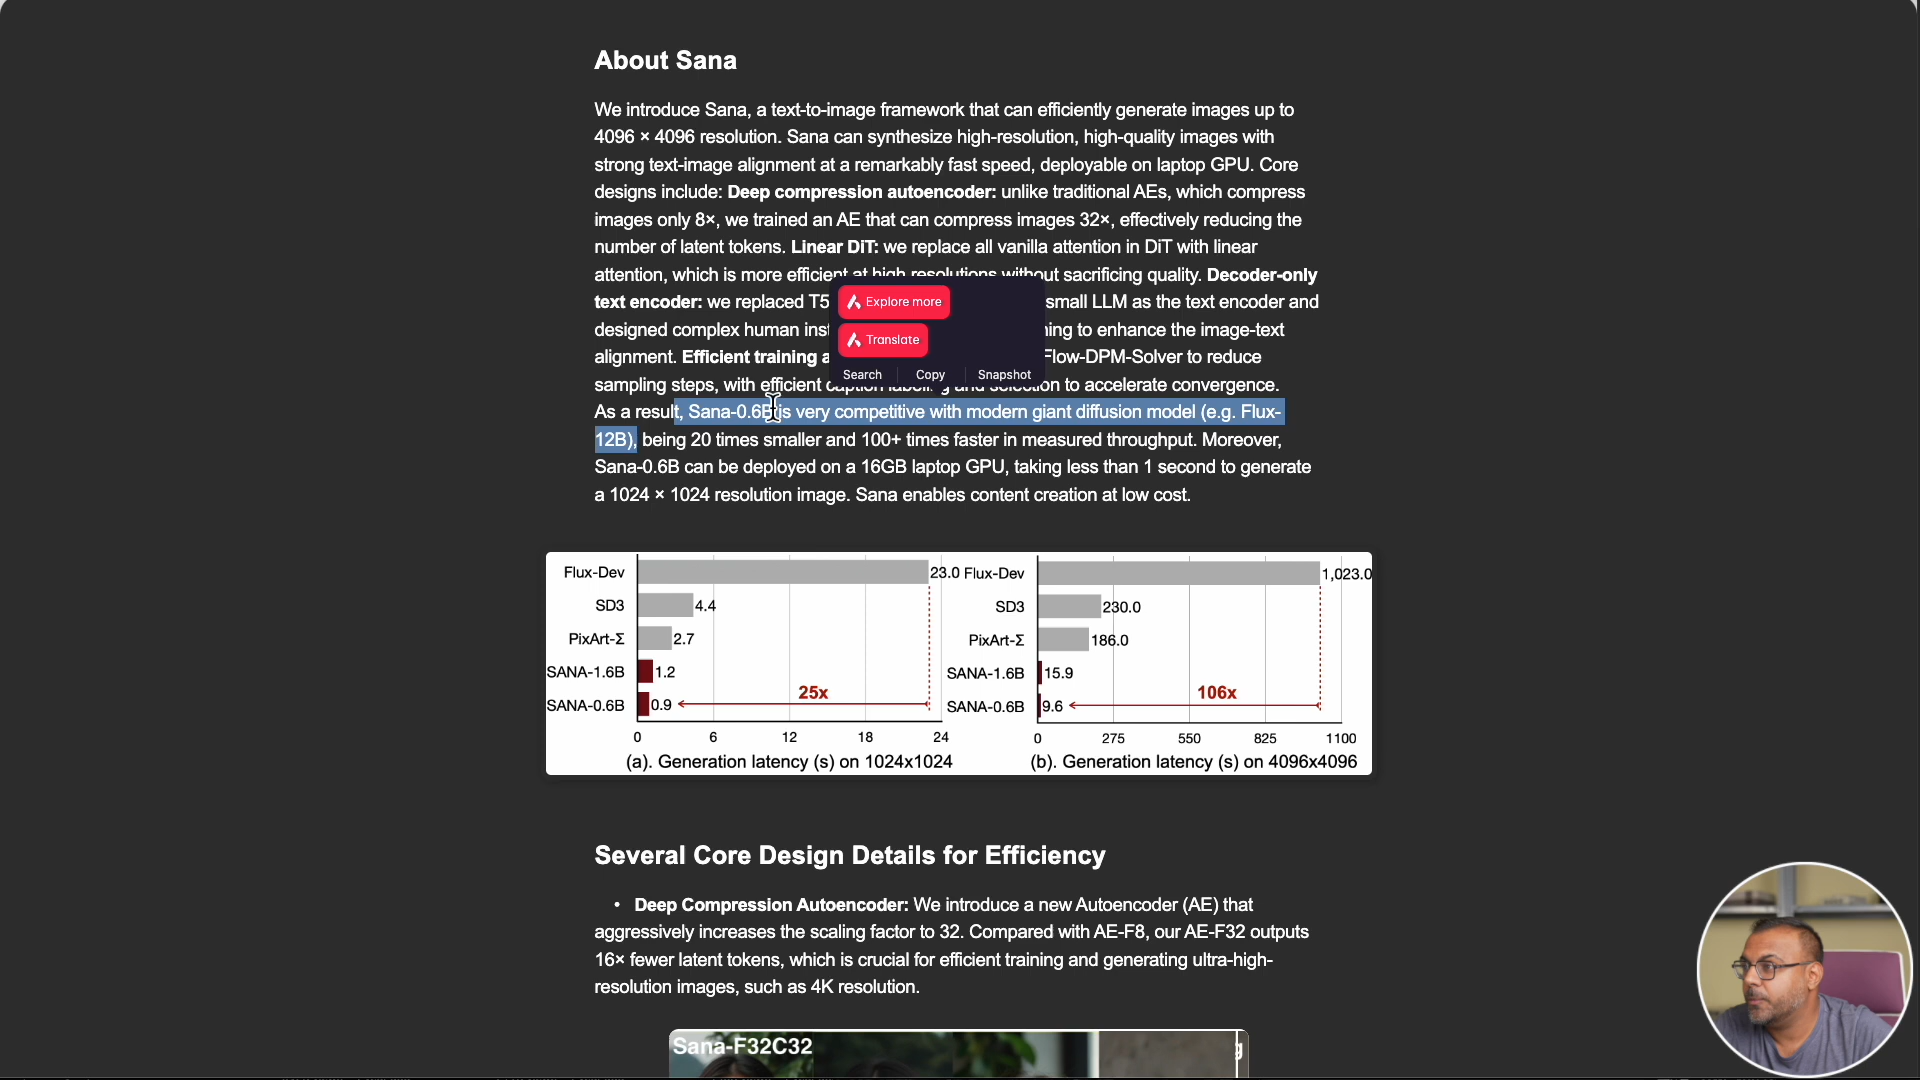 About Sana
We introduce Sana, a text-to-image framework that can efficiently generate images up to
4096 × 4096 resolution. Sana can synthesize high-resolution, high-quality images with
strong text-image alignment at a remarkably fast speed, deployable on laptop GPU. Core
designs include: Deep compression autoencoder: unlike traditional AEs, which compress
images only 8×, we trained an AE that can compress images 32×, effectively reducing the
number of latent tokens. Linear DiT: we replace all vanilla attention in DiT with linear
attention, which is more efficient at high resolutions without sacrificing quality. Decoder-only
text encoder: we replaced T5 small LLM as the text encoder and
designed complex human ning to enhance the image-text
alignment. Efficient training Flow-DPM-Solver to reduce
sampling steps, with efficient caption labeling and selection to accelerate convergence.
As a result, Sana-0.6B is very competitive with modern giant diffusion model (e.g. Flux-
12B), being 20 times smaller and 100+ times faster in measured throughput. Moreover,
Sana-0.6B can be deployed on a 16GB laptop GPU, taking less than 1 second to generate
a 1024 × 1024 resolution image. Sana enables content creation at low cost.
Explore more
Translate
Search Copy Snapshot
Flux-Dev 23.0
SD3 4.4
PixArt-Σ 2.7
SANA-1.6B 1.2
SANA-0.6B 0.9 25x
0 6 12 18 24
(a). Generation latency (s) on 1024x1024
Flux-Dev 1,023.0
SD3 230.0
PixArt-Σ 186.0
SANA-1.6B 15.9
SANA-0.6B 9.6 106x
0 275 550 825 1100
(b). Generation latency (s) on 4096x4096
Several Core Design Details for Efficiency
• Deep Compression Autoencoder: We introduce a new Autoencoder (AE) that
aggressively increases the scaling factor to 32. Compared with AE-F8, our AE-F32 outputs
16× fewer latent tokens, which is crucial for efficient training and generating ultra-high-
resolution images, such as 4K resolution.
Sana-F32C32